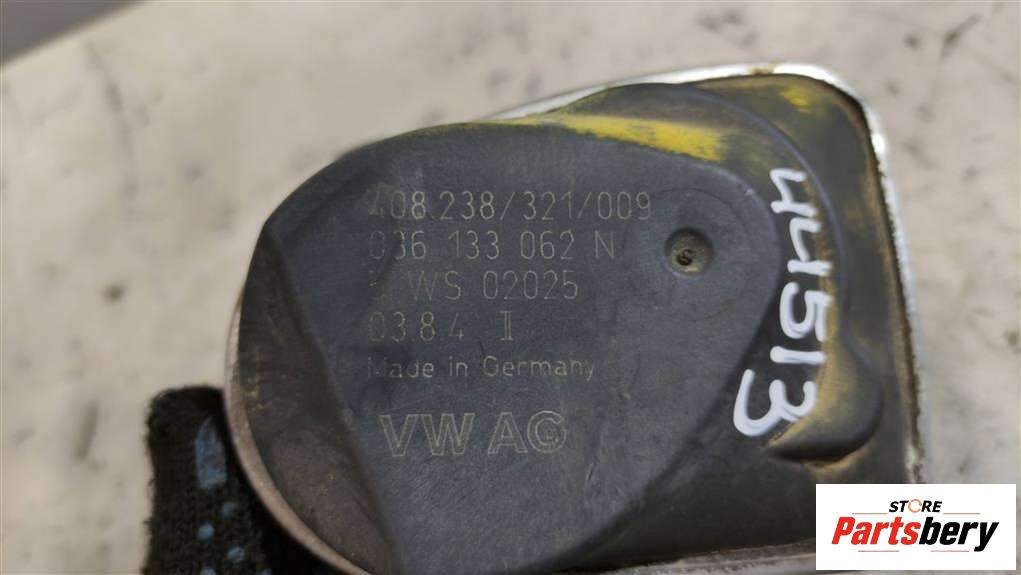 408.238/321/009
036 133 062 N
WS 02025
03.84 II
Made in Germany
VW AG
44513
STORE
Partsbery